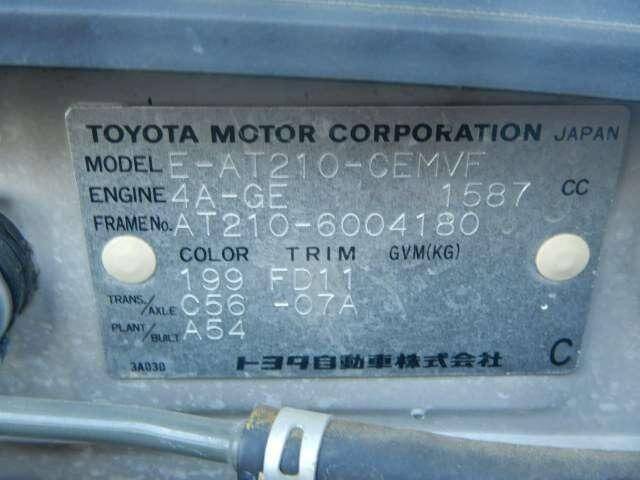 TOYOTA MOTOR CORPORATION JAPAN
MODEL E-AT210-CEMVF
ENGINE 4A-GE 1587 CC
FRAME No. AT210-6004180
COLOR TRIM GVM(KG)
199 FD11
TRANS./AXLE C56 -07A
PLANT/BUILT A54
3A030 トヨタ自動車株式会社 C